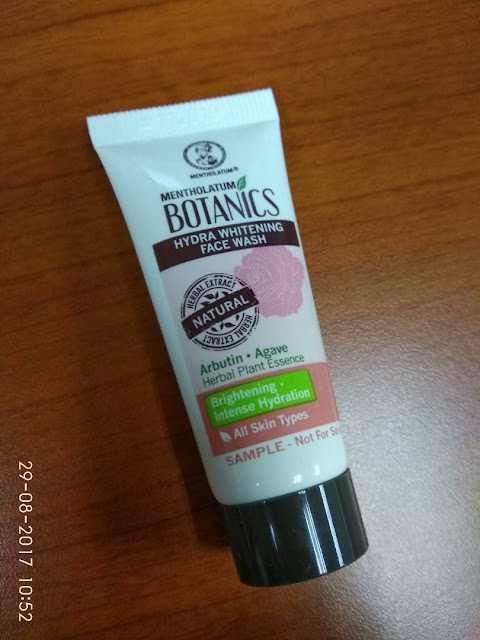 MENTHOLATUM®
MENTHOLATUM
BOTANICS
HYDRA WHITENING
FACE WASH
HERBAL EXTRACT
NATURAL
HERBAL EXTRACT
Arbutin • Agave
Herbal Plant Essence
Brightening •
Intense Hydration
All Skin Types
SAMPLE - Not For
29-08-2017 10:52